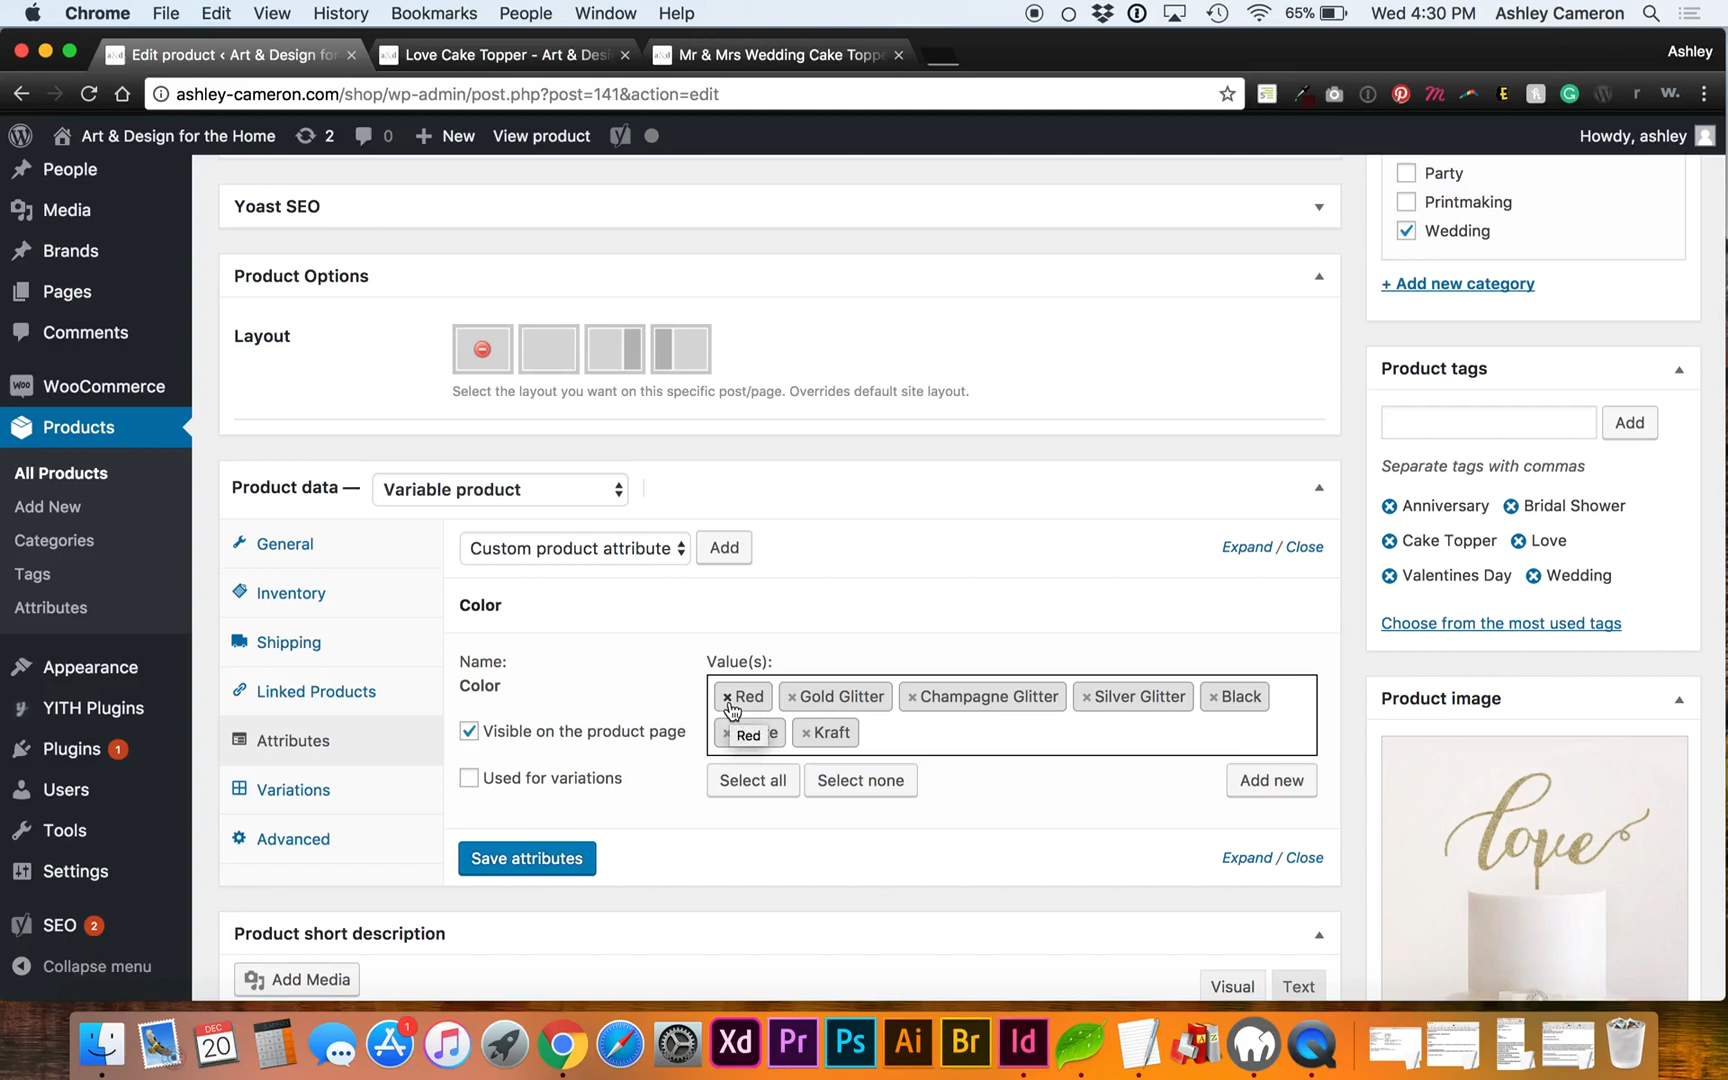 Chrome File Edit View History Bookmarks People Window Help 65% Wed 4:30 PM Ashley Cameron
Edit product ‹ Art & Design for
Love Cake Topper - Art & Desi
Mr & Mrs Wedding Cake Toppe
Ashley
ashley-cameron.com/shop/wp-admin/post.php?post=141&action=edit
Art & Design for the Home 2 0 New View product Howdy, ashley
People
Media
Brands
Pages
Comments
WooCommerce
Products
All Products
Add New
Categories
Tags
Attributes
Appearance
YITH Plugins
Plugins 1
Users
Tools
Settings
SEO 2
Collapse menu
Yoast SEO
Product Options
Layout
Select the layout you want on this specific post/page. Overrides default site layout.
Product data — Variable product
General
Inventory
Shipping
Linked Products
Attributes
Variations
Advanced
Custom product attribute Add Expand / Close
Color
Name:
Color
Visible on the product page
Used for variations
Value(s):
× Red × Gold Glitter × Champagne Glitter × Silver Glitter × Black
e × Kraft
Red
Select all Select none Add new
Save attributes Expand / Close
Product short description
Add Media Visual Text
Party
Printmaking
Wedding
+ Add new category
Product tags
Add
Separate tags with commas
Anniversary Bridal Shower
Cake Topper Love
Valentines Day Wedding
Choose from the most used tags
Product image
love
DEC
20
1
Xd Pr Ps Ai Br Id